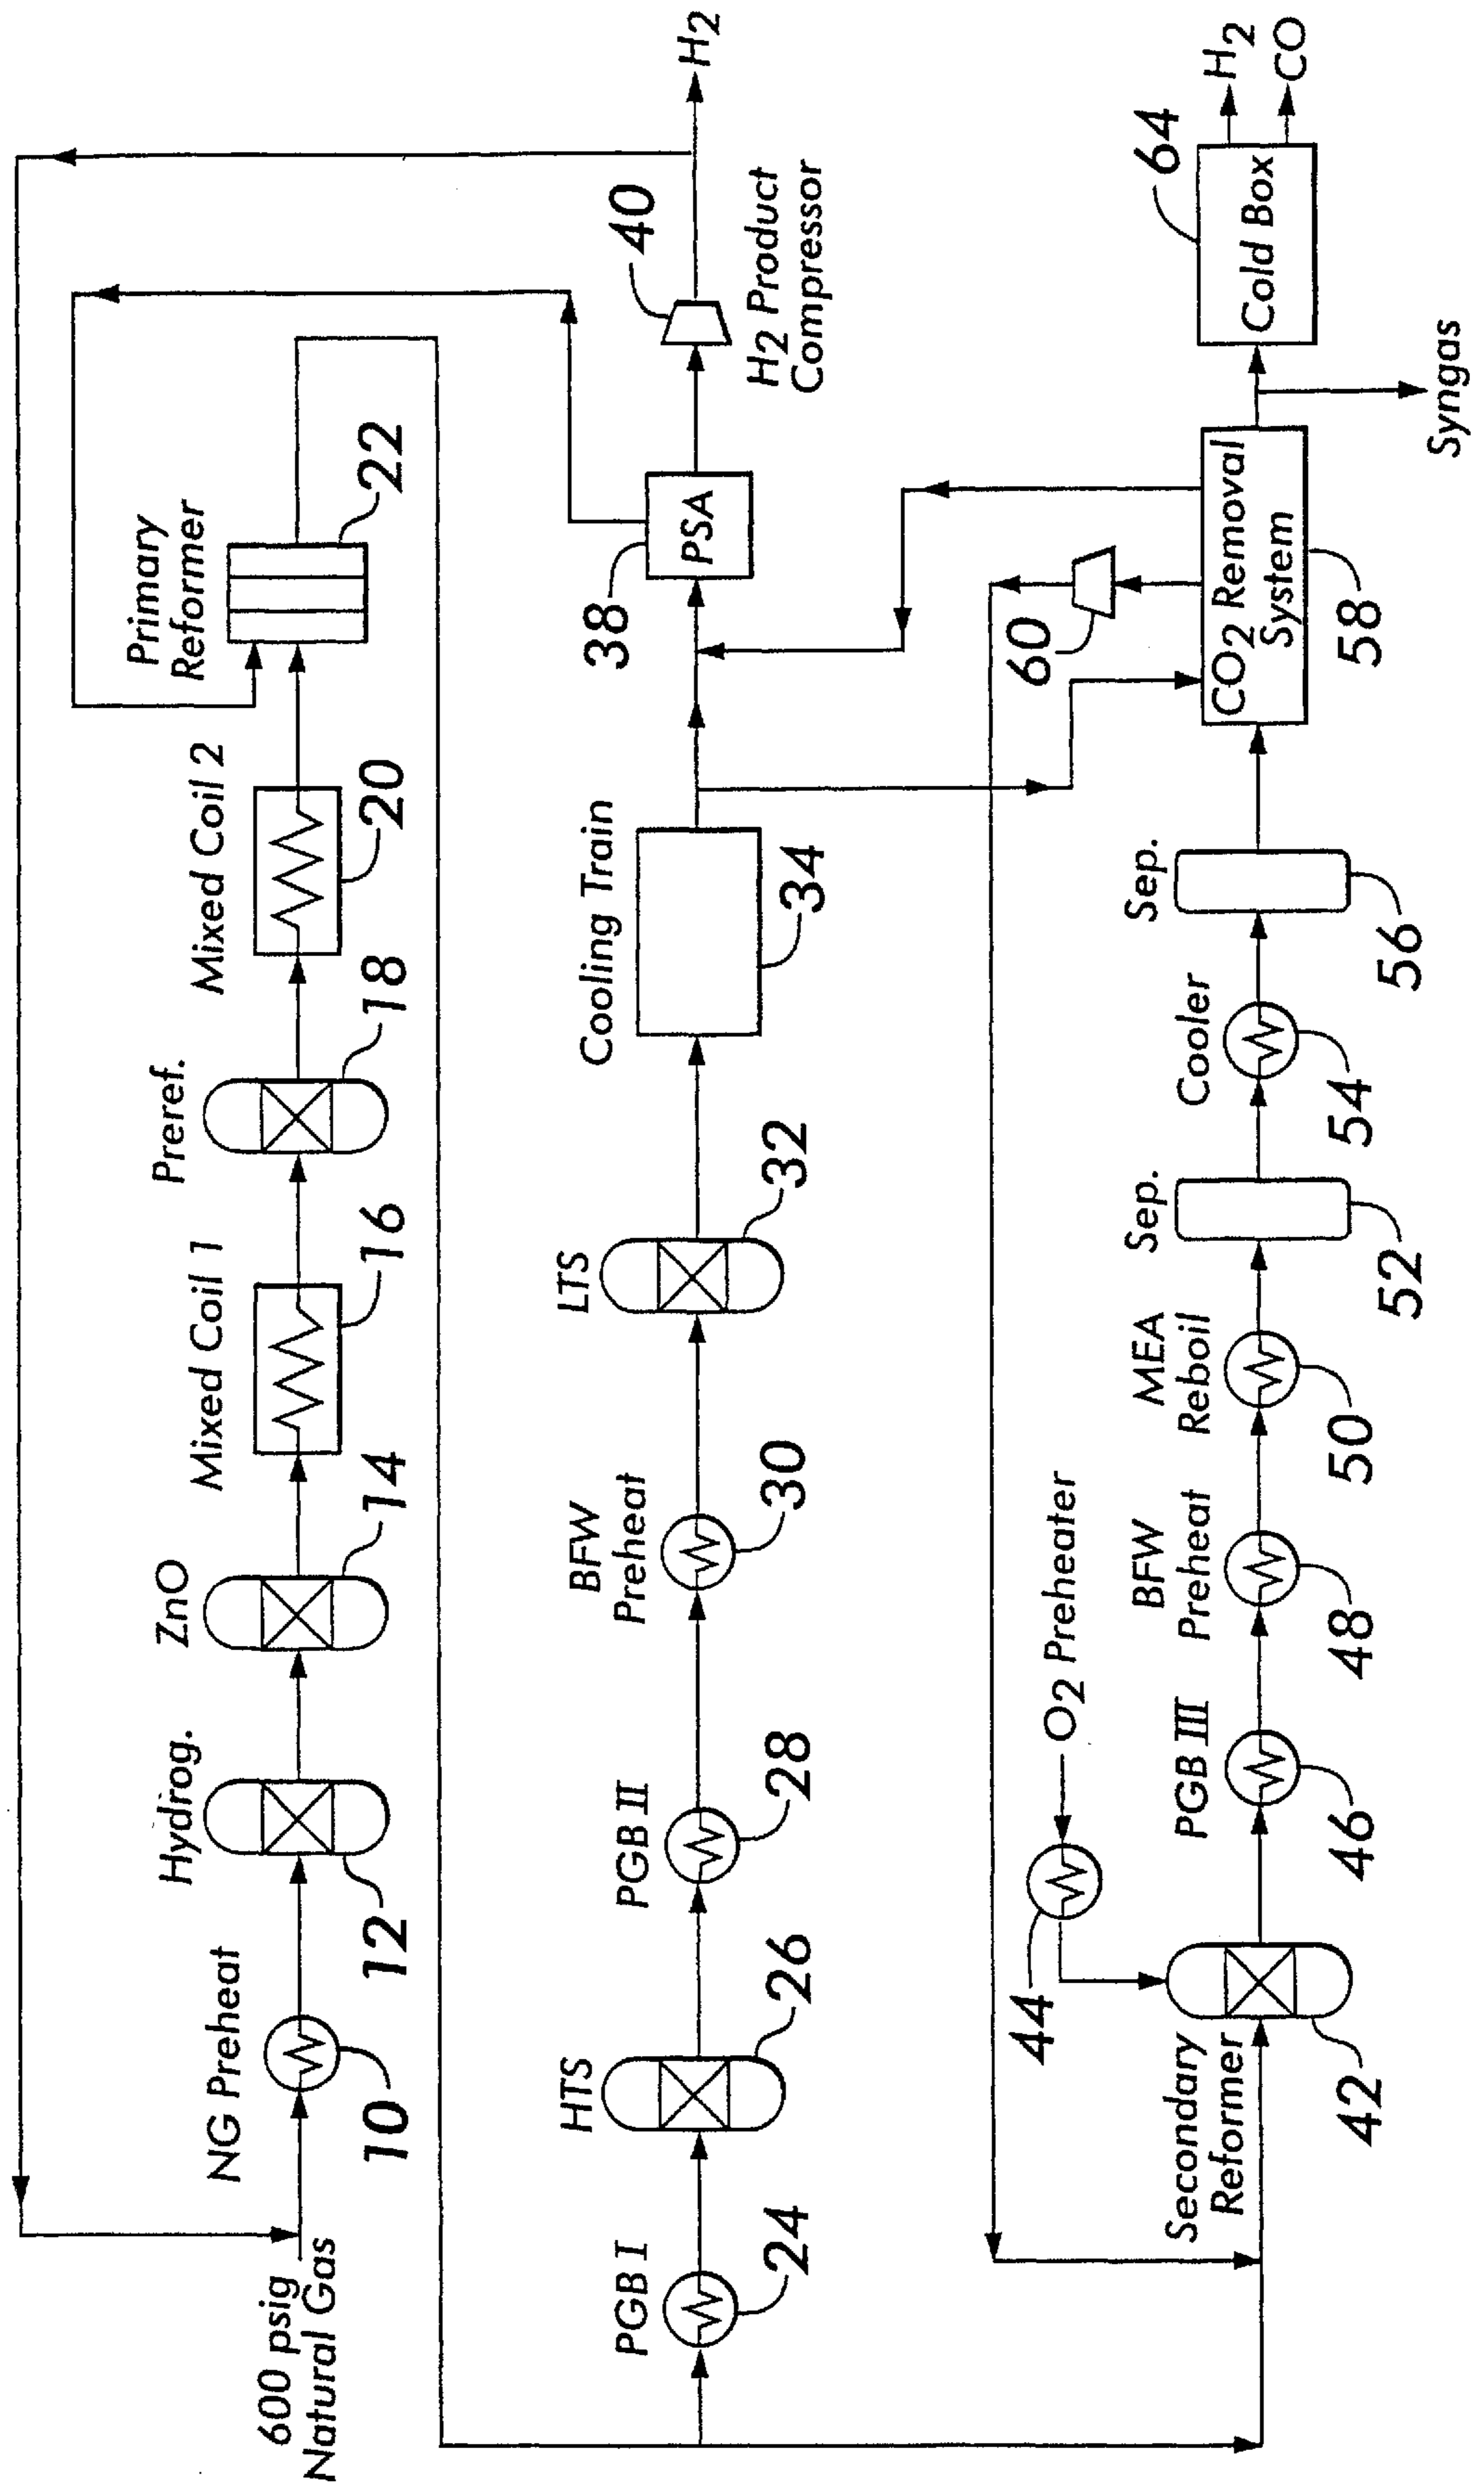 600 psig
Natural Gas
NG Preheat
10
Hydrog.
12
ZnO
14
Mixed Coil 1
16
Preref.
18
Mixed Coil 2
20
Primary
Reformer
22
PGB I
24
HTS
26
PGB II
28
BFW
Preheat
30
LTS
32
Cooling Train
34
38
PSA
40
H2 Product
Compressor
H2
Secondary
Reformer
42
44
O2 Preheater
PGB III
46
BFW
Preheat
48
MEA
Reboil
50
Sep.
52
Cooler
54
Sep.
56
CO2 Removal
System
58
60
Syngas
Cold Box
64
H2
CO